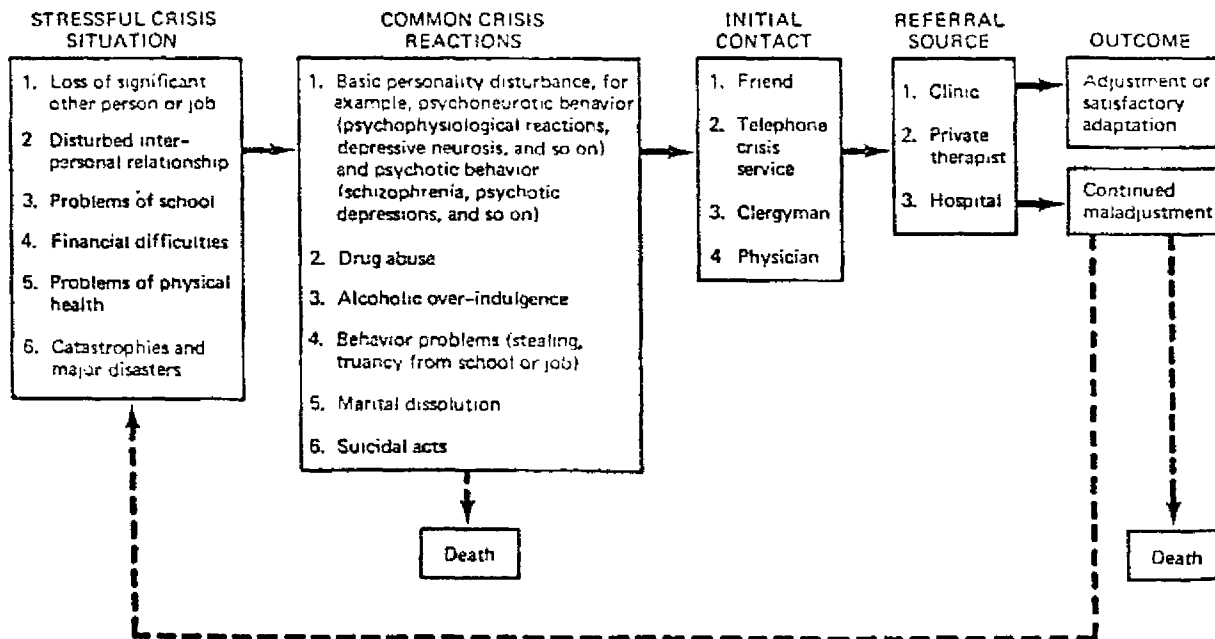 STRESSFUL CRISIS
SITUATION
1. Loss of significant
other person or job
2 Disturbed inter-
personal relationship
3. Problems of school
4. Financial difficulties
5. Problems of physical
health
6. Catastrophies and
major disasters
COMMON CRISIS
REACTIONS
1. Basic personality disturbance, for
example, psychoneurotic behavior
(psychophysiological reactions,
depressive neurosis, and so on)
and psychotic behavior
(schizophrenia, psychotic
depressions, and so on)
2. Drug abuse
3. Alcoholic over-indulgence
4. Behavior problems (stealing,
truancy from school or job)
5. Marital dissolution
6. Suicidal acts
Death
INITIAL
CONTACT
1. Friend
2. Telephone
crisis
service
3. Clergyman
4 Physician
REFERRAL
SOURCE
1. Clinic
2. Private
therapist
3. Hospital
OUTCOME
Adjustment or
satisfactory
adaptation
Continued
maladjustment
Death